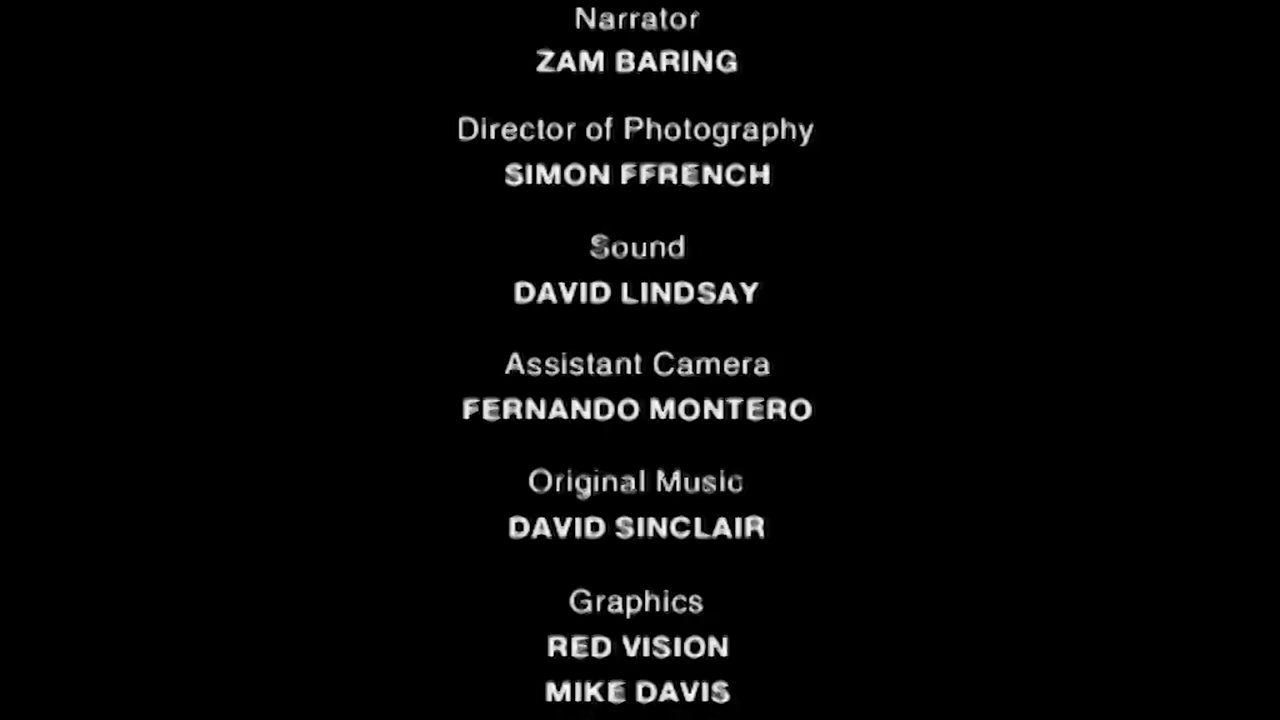 Narrator
ZAM BARING
Director of Photography
SIMON FFRENCH
Sound
DAVID LINDSAY
Assistant Camera
FERNANDO MONTERO
Original Music
DAVID SINCLAIR
Graphics
RED VISION
MIKE DAVIS